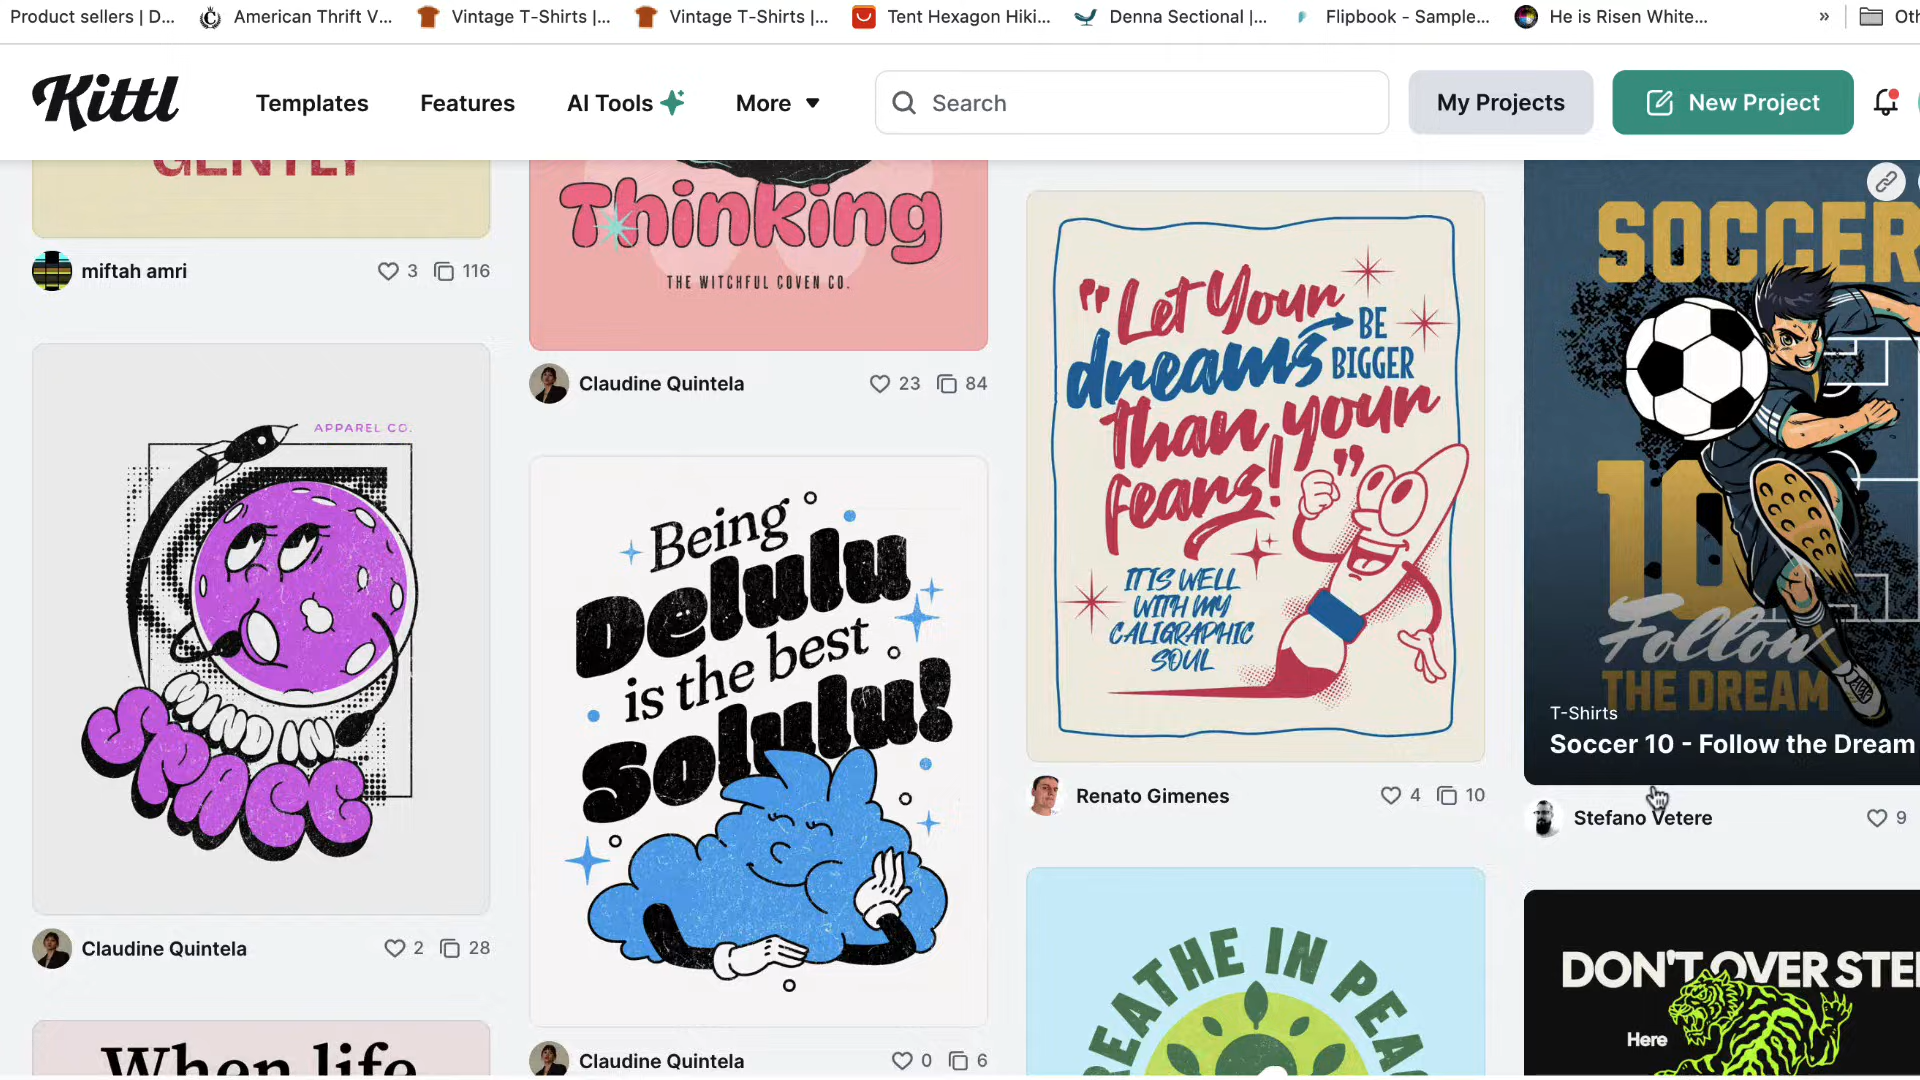 Product sellers | D...
American Thrift V...
Vintage T-Shirts |...
Vintage T-Shirts |...
Tent Hexagon Hiki...
Denna Sectional |...
Flipbook - Sample...
He is Risen White...
»
Oth
Kittl
Templates
Features
AI Tools
More
Search
My Projects
New Project
GENTLY
miftah amri
3
116
APPAREL CO.
MIND IN
SPACE
Claudine Quintela
2
28
When life
Thinking
THE WITCHFUL COVEN CO.
Claudine Quintela
23
84
Being
Delulu
is the best
Solulu!
Claudine Quintela
0
6
"Let Your
dreams BE
BIGGER
than your
fears!"
IT IS WELL
WITH MY
CALIGRAPHIC
SOUL
Renato Gimenes
4
10
BREATHE IN PEAC
SOCCER
10
Follow
THE DREAM
T-Shirts
Soccer 10 - Follow the Dream
Stefano Vetere
9
DON'T OVER STE
Here